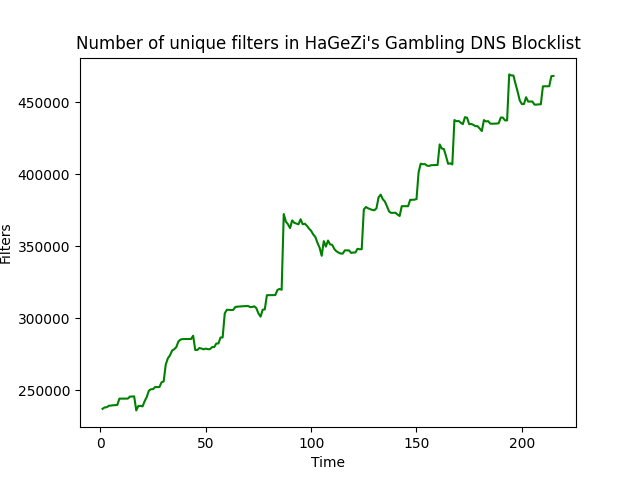 Number of unique filters in HaGeZi's Gambling DNS Blocklist
450000
400000
350000
300000
250000
Filters
0 50 100 150 200
Time